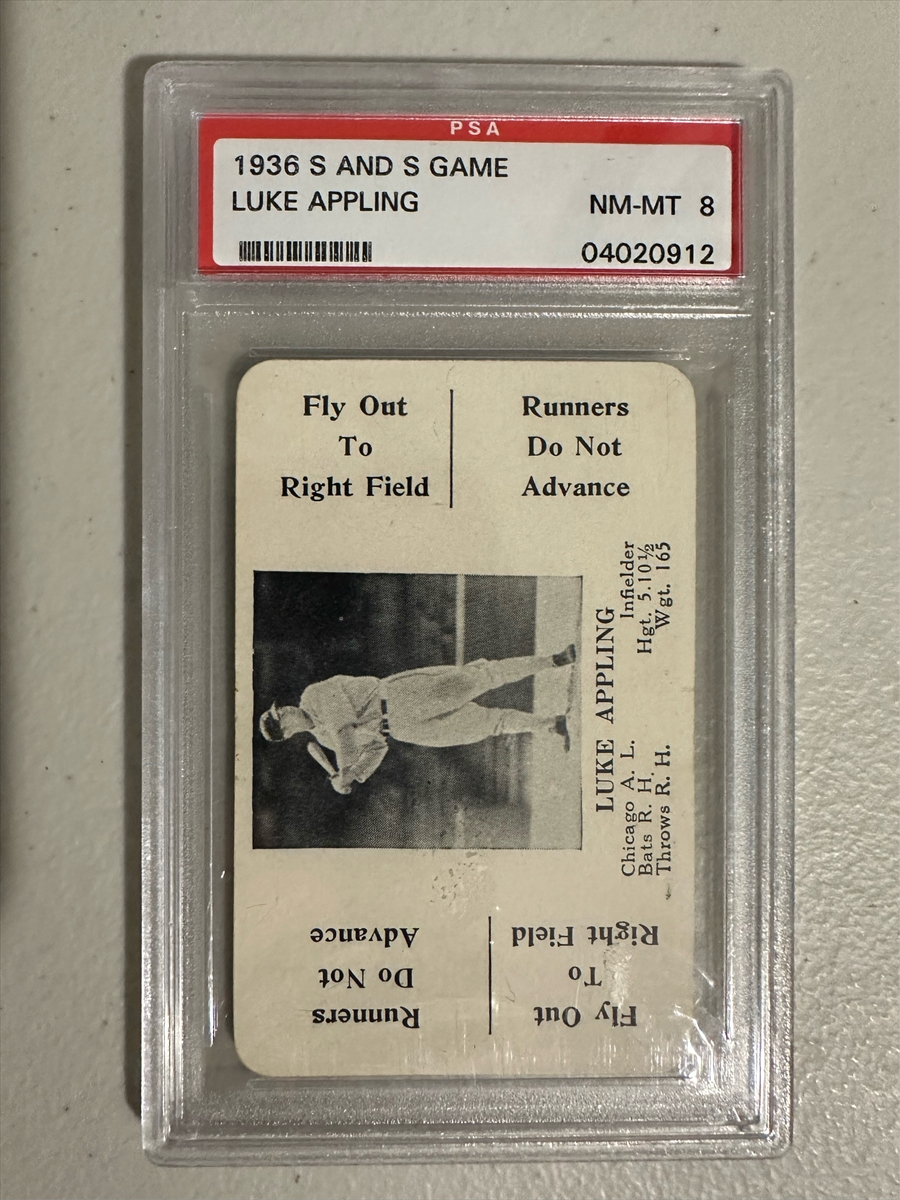 PSA
1936 S AND S GAME
LUKE APPLING
NM-MT 8
04020912
Fly Out
To
Right Field
Runners
Do Not
Advance
LUKE APPLING
Chicago A. L. Infielder
Bats R. H. Hgt. 5.10½
Throws R. H. Wgt. 165
Fly Out
To
Right Field
Runners
Do Not
Advance